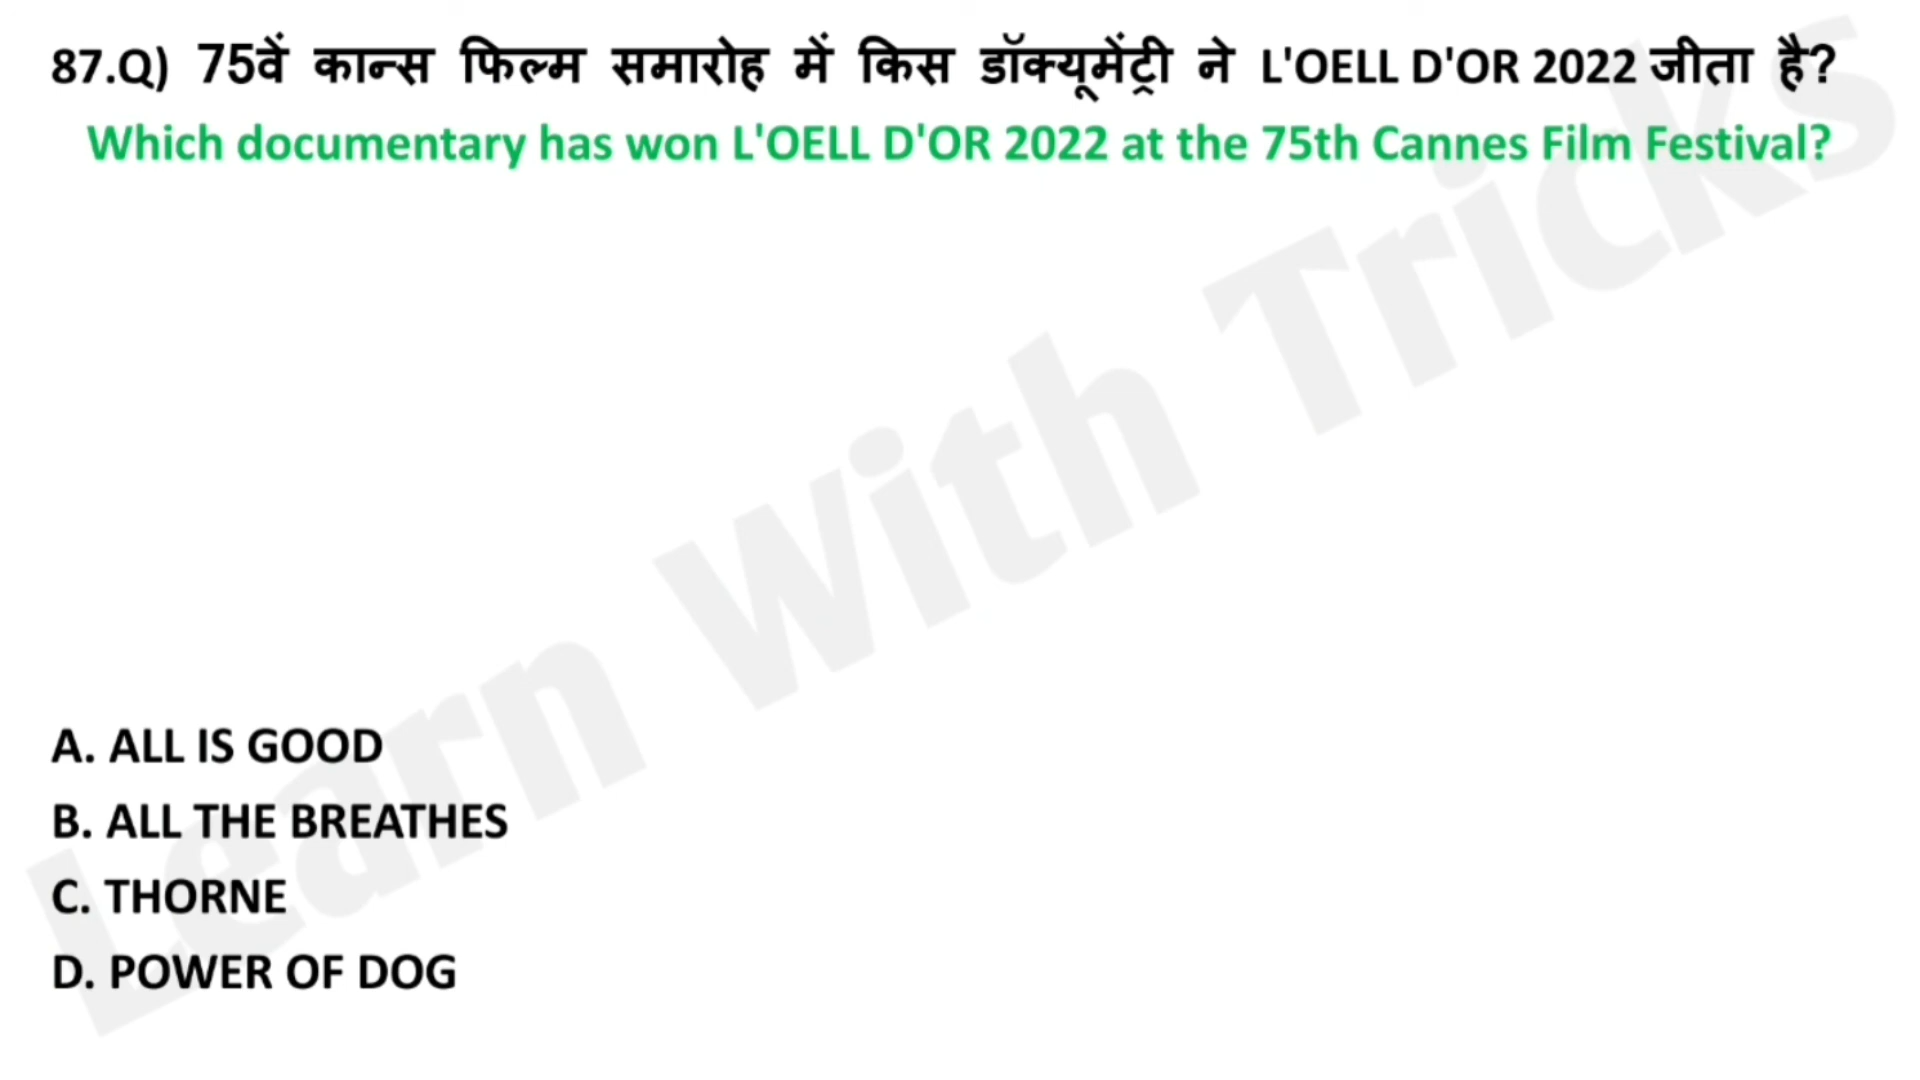 87.Q) 75वें कान्स फिल्म समारोह में किस डॉक्यूमेंट्री ने L'OELL D'OR 2022 जीता है?
Which documentary has won L'OELL D'OR 2022 at the 75th Cannes Film Festival?
Learn With Tricks
A. ALL IS GOOD
B. ALL THE BREATHES
C. THORNE
D. POWER OF DOG